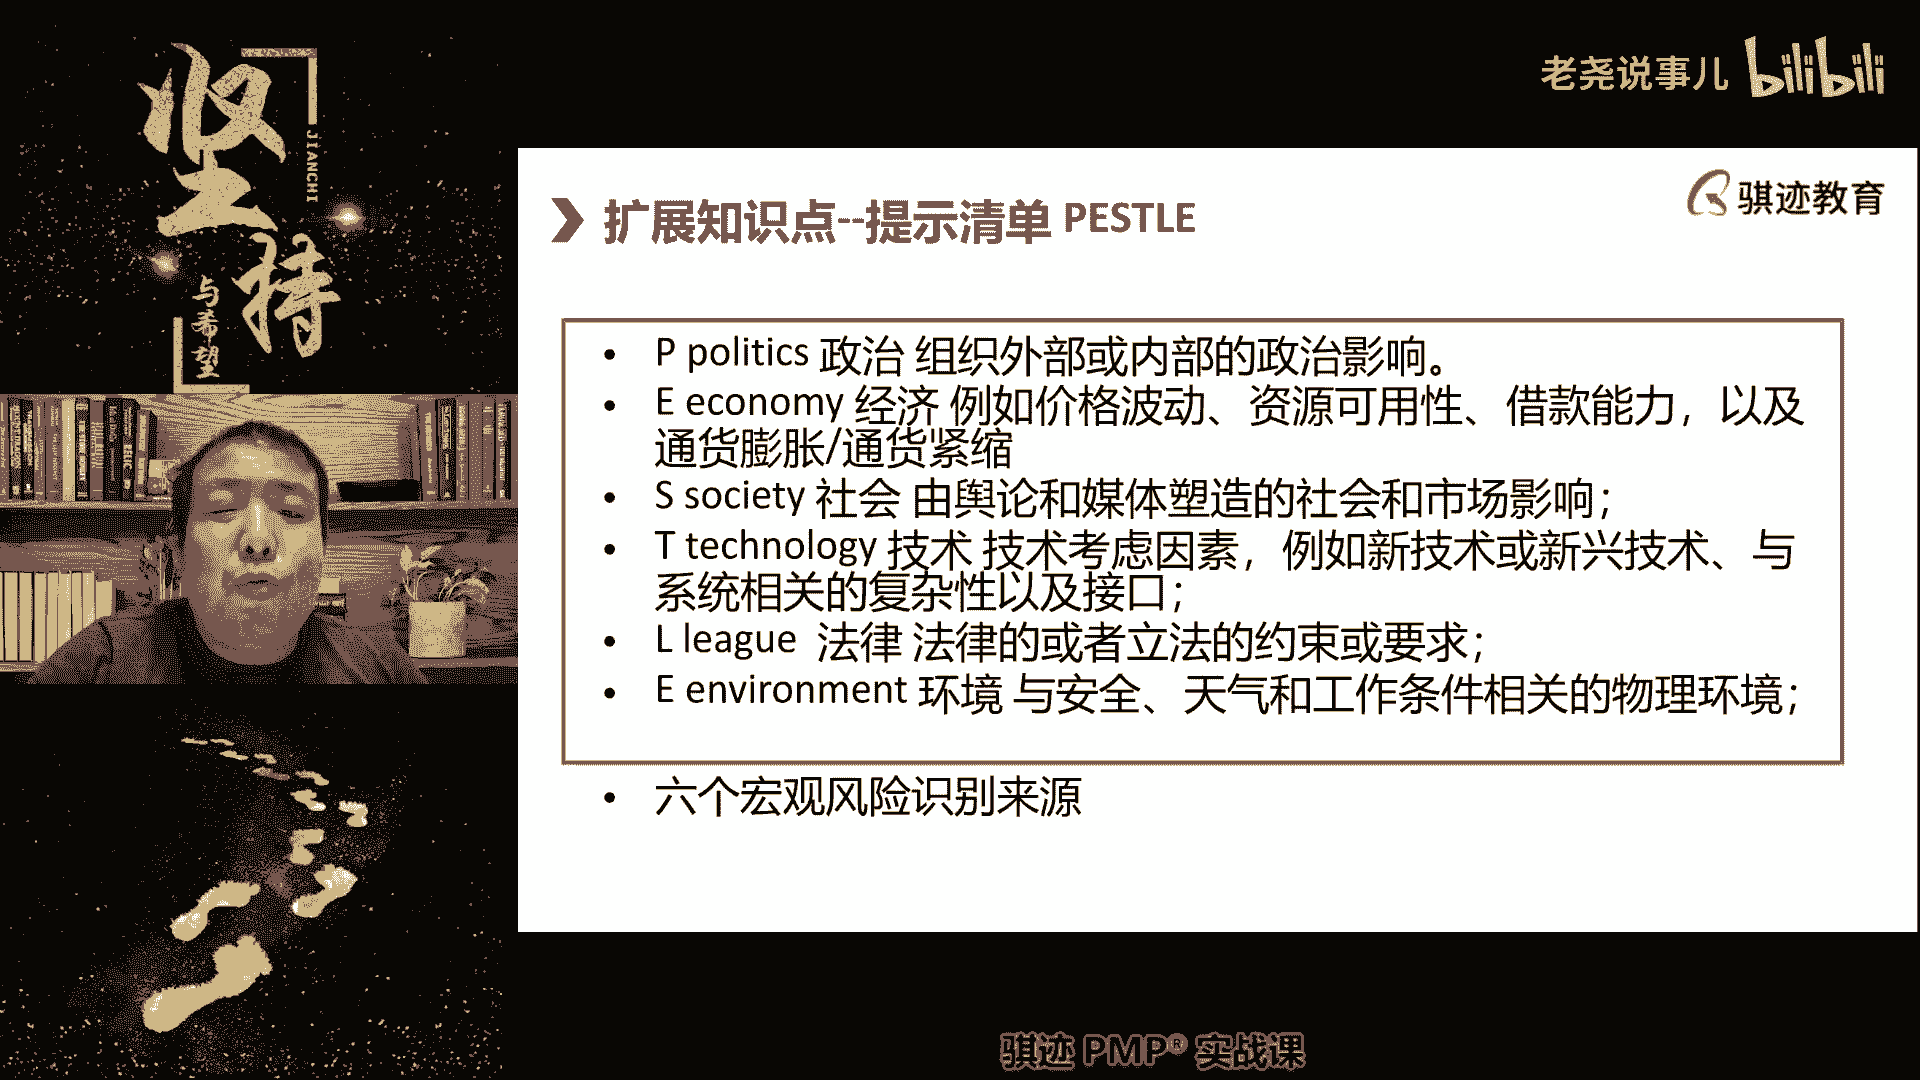 坚持
JIANCHI
与希望
老尧说事儿 bilibili
骐迹教育
扩展知识点--提示清单 PESTLE
• P politics 政治 组织外部或内部的政治影响。
• E economy 经济 例如价格波动、资源可用性、借款能力，以及
通货膨胀/通货紧缩
• S society 社会 由舆论和媒体塑造的社会和市场影响；
• T technology 技术 技术考虑因素，例如新技术或新兴技术、与
系统相关的复杂性以及接口；
• L league 法律 法律的或者立法的约束或要求；
• E environment 环境 与安全、天气和工作条件相关的物理环境；
• 六个宏观风险识别来源
骐迹 PMP® 实战课